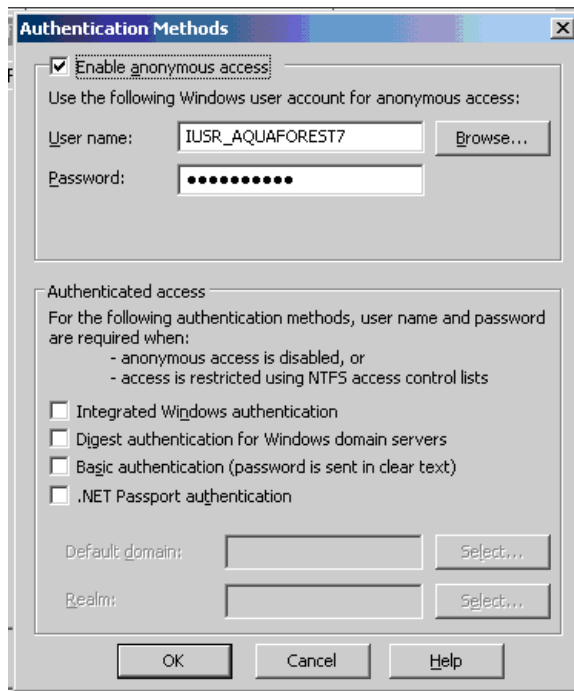 Authentication Methods
Enable anonymous access
Use the following Windows user account for anonymous access:
User name: IUSR_AQUAFOREST7 Browse...
Password: ●●●●●●●●●●
Authenticated access
For the following authentication methods, user name and password
are required when:
- anonymous access is disabled, or
- access is restricted using NTFS access control lists
Integrated Windows authentication
Digest authentication for Windows domain servers
Basic authentication (password is sent in clear text)
.NET Passport authentication
Default domain: Select...
Realm: Select...
OK Cancel Help